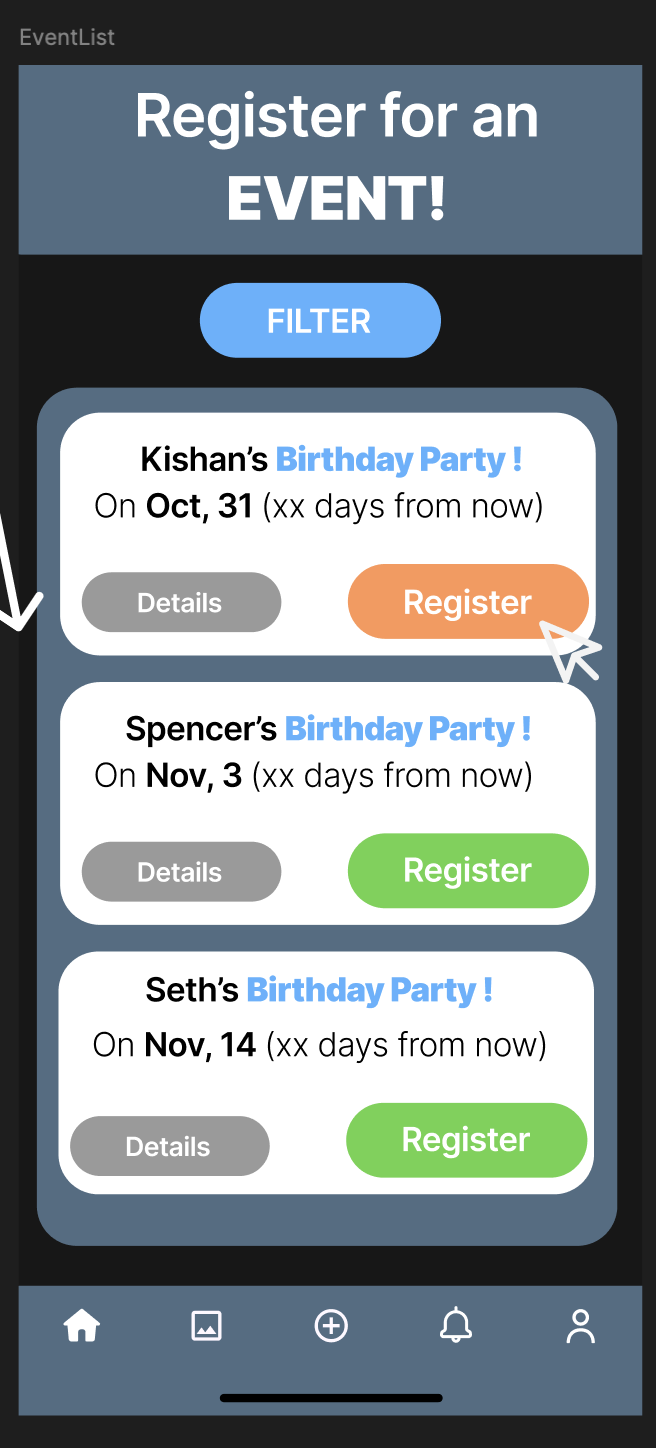 EventList
Register for an
EVENT!
FILTER
Kishan’s Birthday Party !
On Oct, 31 (xx days from now)
Details
Register
Spencer’s Birthday Party !
On Nov, 3 (xx days from now)
Details
Register
Seth’s Birthday Party !
On Nov, 14 (xx days from now)
Details
Register